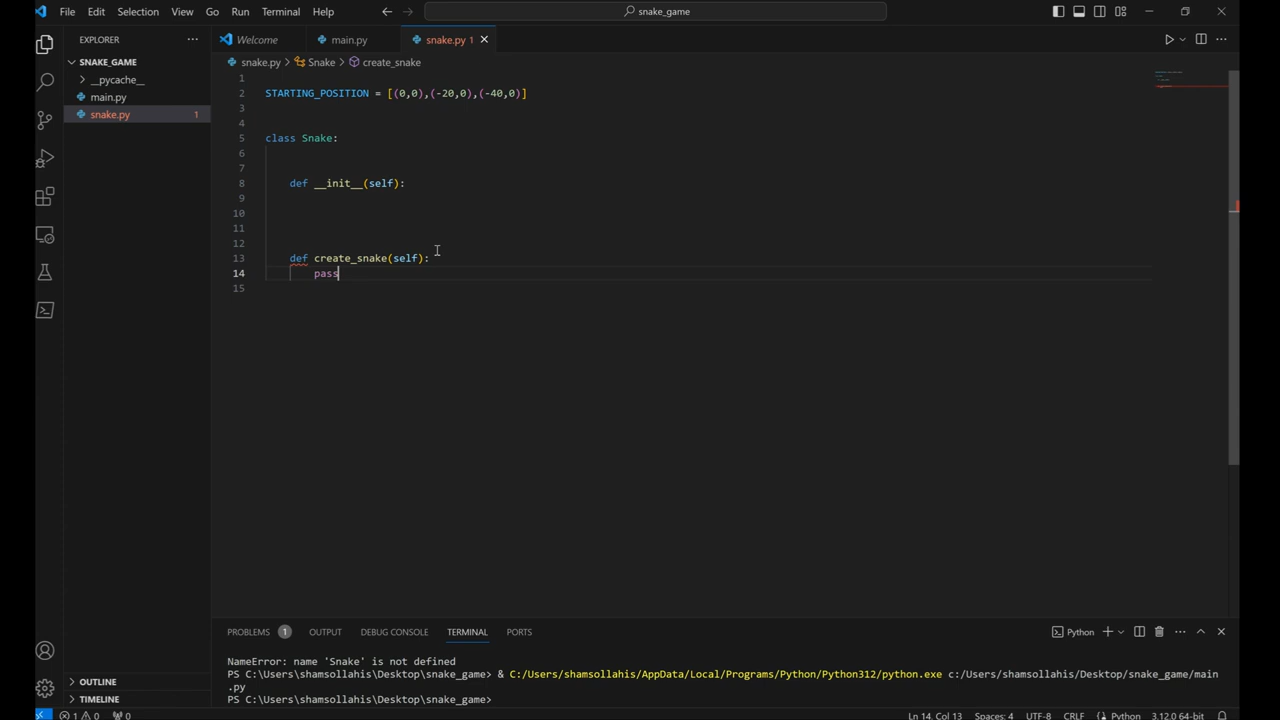 File Edit Selection View Go Run Terminal Help
snake_game
EXPLORER
Welcome
main.py
snake.py 1
SNAKE_GAME
__pycache__
main.py
snake.py 1
snake.py > Snake > create_snake
1
2 STARTING_POSITION = [(0,0),(-20,0),(-40,0)]
3
4
5 class Snake:
6
7
8 def __init__(self):
9
10
11
12
13 def create_snake(self):
14 pass
15
OUTLINE
TIMELINE
PROBLEMS 1 OUTPUT DEBUG CONSOLE TERMINAL PORTS
Python
NameError: name 'Snake' is not defined
PS C:\Users\shamsollahis\Desktop\snake_game> & C:/Users/shamsollahis/AppData/Local/Programs/Python/Python312/python.exe c:/Users/shamsollahis/Desktop/snake_game/main
.py
PS C:\Users\shamsollahis\Desktop\snake_game>
1 0 0 Ln 14, Col 13 Spaces: 4 UTF-8 CRLF Python 3.12.0 64-bit